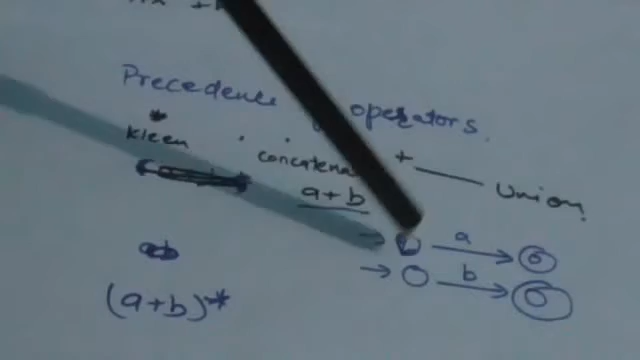 Precedence operators.
*
kleen . concatena + — Union
a+b
a
b
(a+b)*